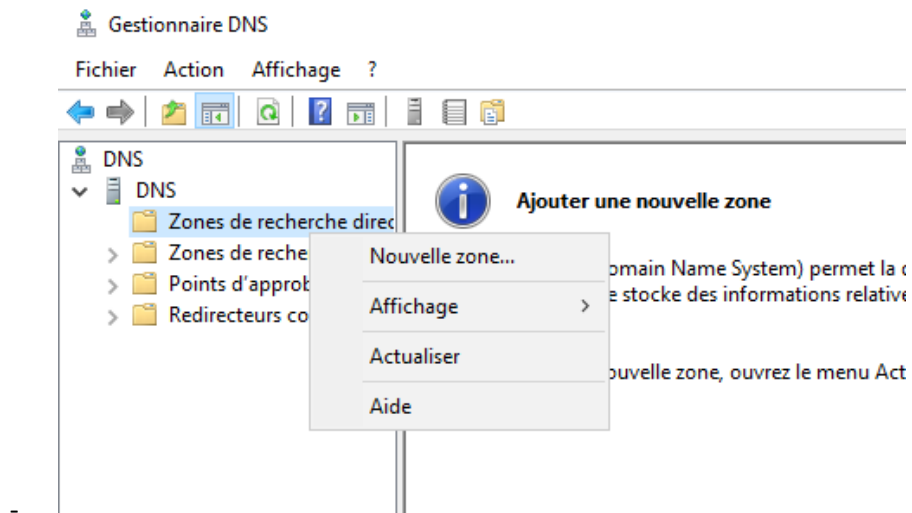 Gestionnaire DNS
Fichier Action Affichage ?
DNS
DNS
Zones de recherche direc
Zones de reche
Points d'approb
Redirecteurs co
Nouvelle zone...
Affichage
Actualiser
Aide
Ajouter une nouvelle zone
omain Name System) permet la
e stocke des informations relative
ouvelle zone, ouvrez le menu Act
-